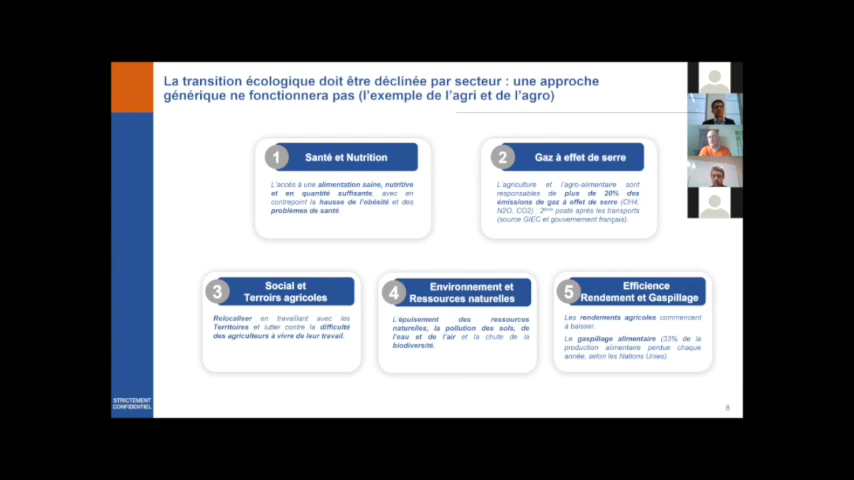 La transition écologique doit être déclinée par secteur : une approche
générique ne fonctionnera pas (l'exemple de l'agri et de l'agro)
1
Santé et Nutrition
L'accès à une alimentation saine, nutritive
et en quantité suffisante, avec en
contrepoint la hausse de l'obésité et des
problèmes de santé
2
Gaz à effet de serre
L'agriculture et l'agro-alimentaire sont
responsables de plus de 20% des
émissions de gaz à effet de serre (CH4,
N2O, CO2) : 2ème poste après les transports
(source GIEC et gouvernement français).
3
Social et
Terroirs agricoles
Relocaliser en travaillant avec les
Territoires et lutter contre la difficulté
des agriculteurs à vivre de leur travail.
4
Environnement et
Ressources naturelles
L'épuisement des ressources
naturelles, la pollution des sols, de
l'eau et de l'air et la chute de la
biodiversité.
5
Efficience
Rendement et Gaspillage
Les rendements agricoles commencent
à baisser.
Le gaspillage alimentaire (33% de la
production alimentaire perdue chaque
année, selon les Nations Unies).
STRICTEMENT
CONFIDENTIEL
8